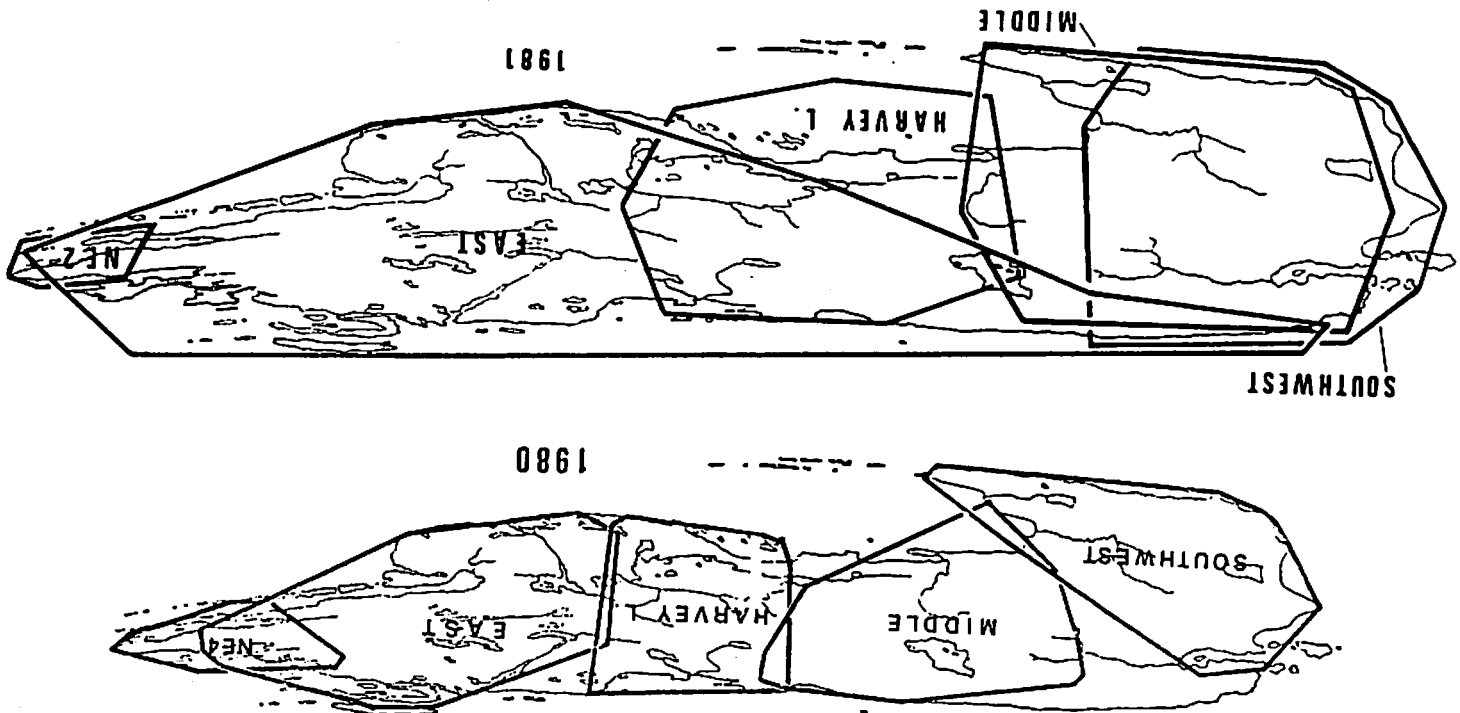 NE4
EAST
MIDDLE
HARVEY L
SOUTHWEST
1980
SOUTHWEST
NE 2
EAST
HARVEY L.
1981
MIDDLE